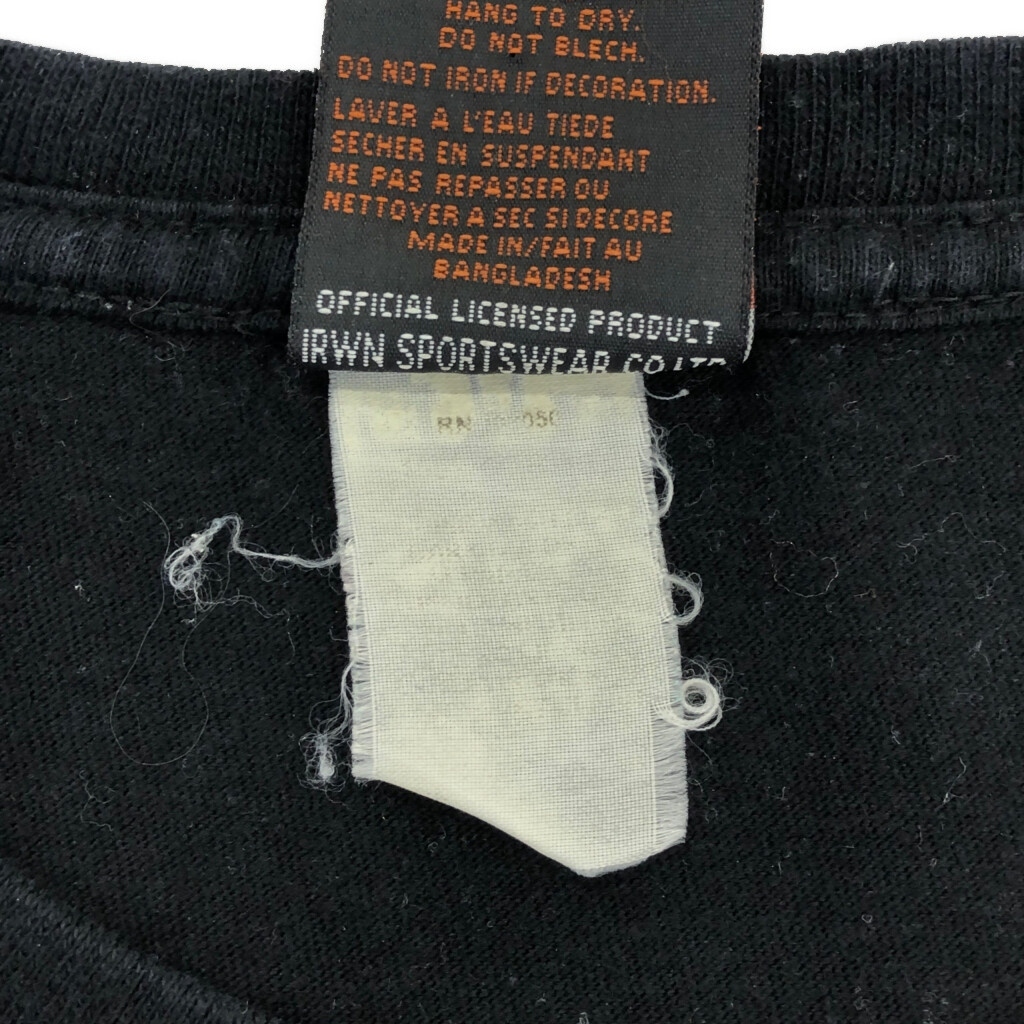 HANG TO DRY.
DO NOT BLECH.
DO NOT IRON IF DECORATION.
LAVER A L'EAU TIEDE
SECHER EN SUSPENDANT
NE PAS REPASSER OU
NETTOYER A SEC SI DECORE
MADE IN/FAIT AU
BANGLADESH
OFFICIAL LICENSED PRODUCT
IRWN SPORTSWEAR CO LTD
RN